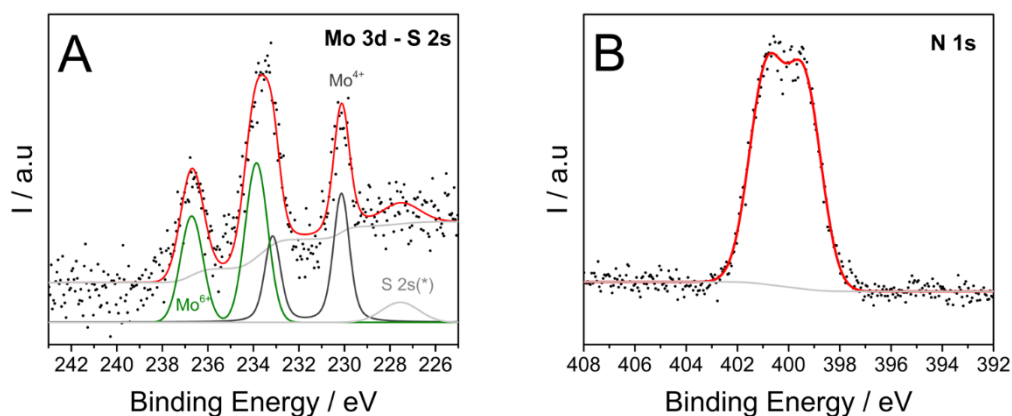 A
Mo 3d - S 2s
Mo⁴⁺
Mo⁶⁺
S 2s(*)
I / a.u
242 240 238 236 234 232 230 228 226
Binding Energy / eV
B
N 1s
I / a.u
408 406 404 402 400 398 396 394 392
Binding Energy / eV